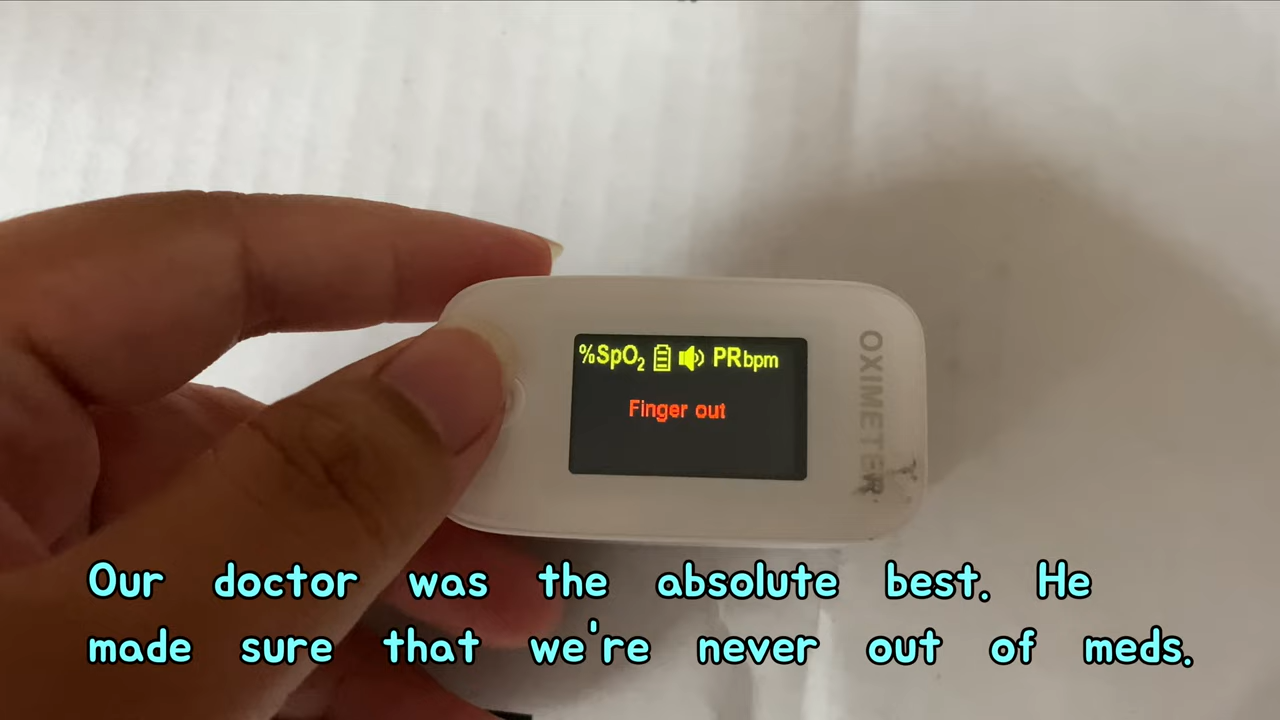 %SpO₂ PRbpm
Finger out
OXIMETER
Our doctor was the absolute best. He
made sure that we're never out of meds.